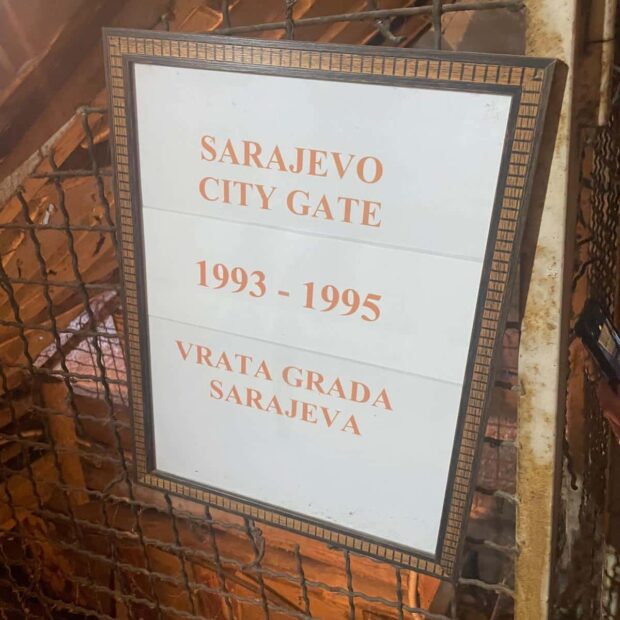 SARAJEVO
CITY GATE
1993 - 1995
VRATA GRADA
SARAJEVA